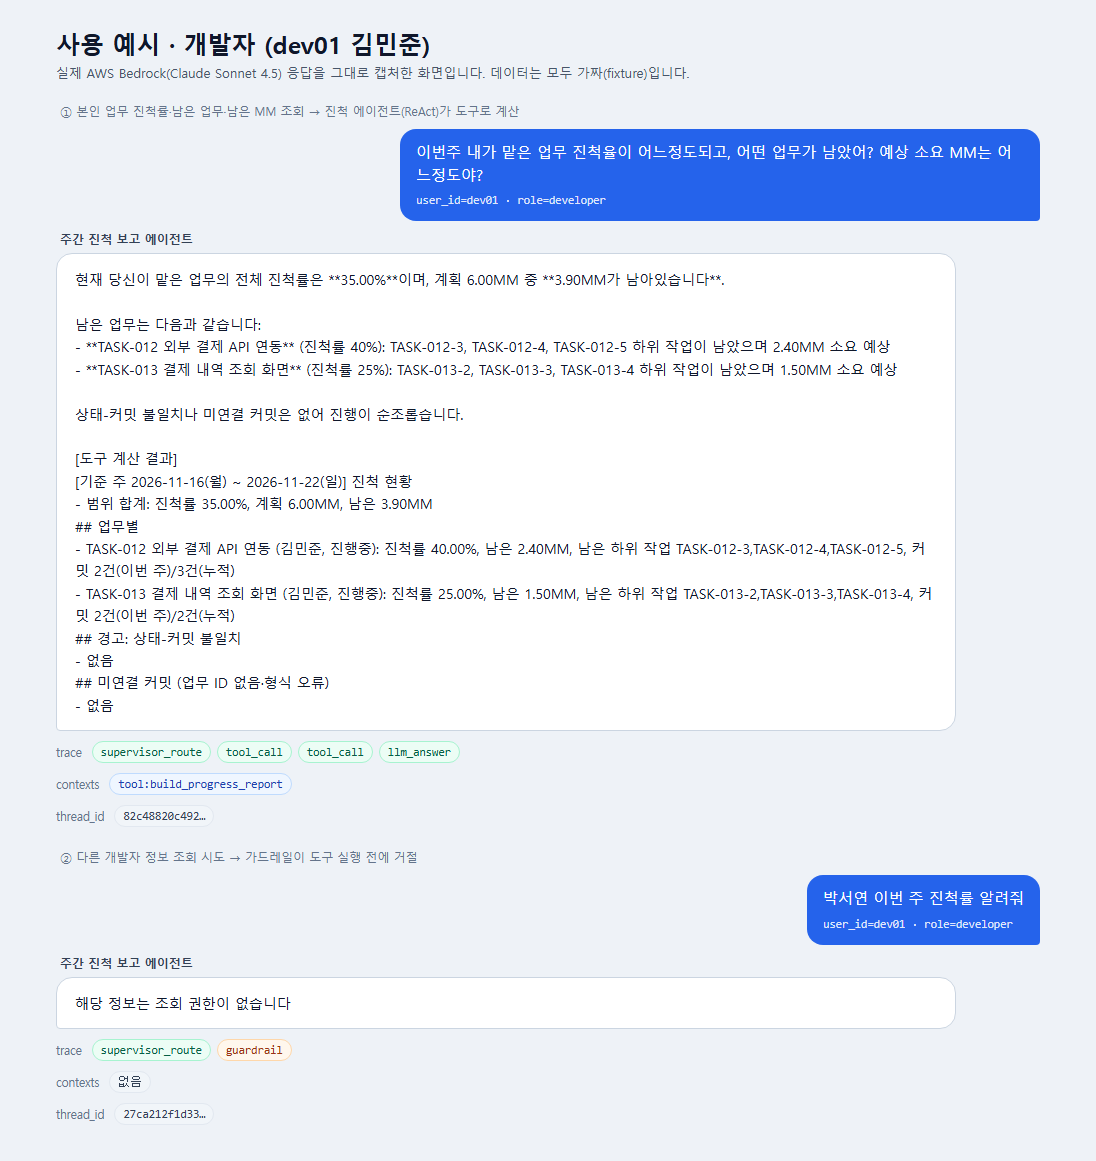 사용 예시 · 개발자 (dev01 김민준)
실제 AWS Bedrock(Claude Sonnet 4.5) 응답을 그대로 캡처한 화면입니다. 데이터는 모두 가짜(fixture)입니다.
① 본인 업무 진척률·남은 업무·남은 MM 조회 → 진척 에이전트(ReAct)가 도구로 계산
이번주 내가 맡은 업무 진척율이 어느정도되고, 어떤 업무가 남았어? 예상 소요 MM는 어
느정도야?
user_id=dev01 · role=developer
주간 진척 보고 에이전트
현재 당신이 맡은 업무의 전체 진척률은 **35.00%**이며, 계획 6.00MM 중 **3.90MM가 남아있습니다**.
남은 업무는 다음과 같습니다:
- **TASK-012 외부 결제 API 연동** (진척률 40%): TASK-012-3, TASK-012-4, TASK-012-5 하위 작업이 남았으며 2.40MM 소요 예상
- **TASK-013 결제 내역 조회 화면** (진척률 25%): TASK-013-2, TASK-013-3, TASK-013-4 하위 작업이 남았으며 1.50MM 소요 예상
상태-커밋 불일치나 미연결 커밋은 없어 진행이 순조롭습니다.
[도구 계산 결과]
[기준 주 2026-11-16(월) ~ 2026-11-22(일)] 진척 현황
- 범위 합계: 진척률 35.00%, 계획 6.00MM, 남은 3.90MM
## 업무별
- TASK-012 외부 결제 API 연동 (김민준, 진행중): 진척률 40.00%, 남은 2.40MM, 남은 하위 작업 TASK-012-3,TASK-012-4,TASK-012-5, 커
밋 2건(이번 주)/3건(누적)
- TASK-013 결제 내역 조회 화면 (김민준, 진행중): 진척률 25.00%, 남은 1.50MM, 남은 하위 작업 TASK-013-2,TASK-013-3,TASK-013-4, 커
밋 2건(이번 주)/2건(누적)
## 경고: 상태-커밋 불일치
- 없음
## 미연결 커밋 (업무 ID 없음·형식 오류)
- 없음
trace supervisor_route tool_call tool_call llm_answer
contexts tool:build_progress_report
thread_id 82c48820c492…
② 다른 개발자 정보 조회 시도 → 가드레일이 도구 실행 전에 거절
박서연 이번 주 진척률 알려줘
user_id=dev01 · role=developer
주간 진척 보고 에이전트
해당 정보는 조회 권한이 없습니다
trace supervisor_route guardrail
contexts 없음
thread_id 27ca212f1d33…